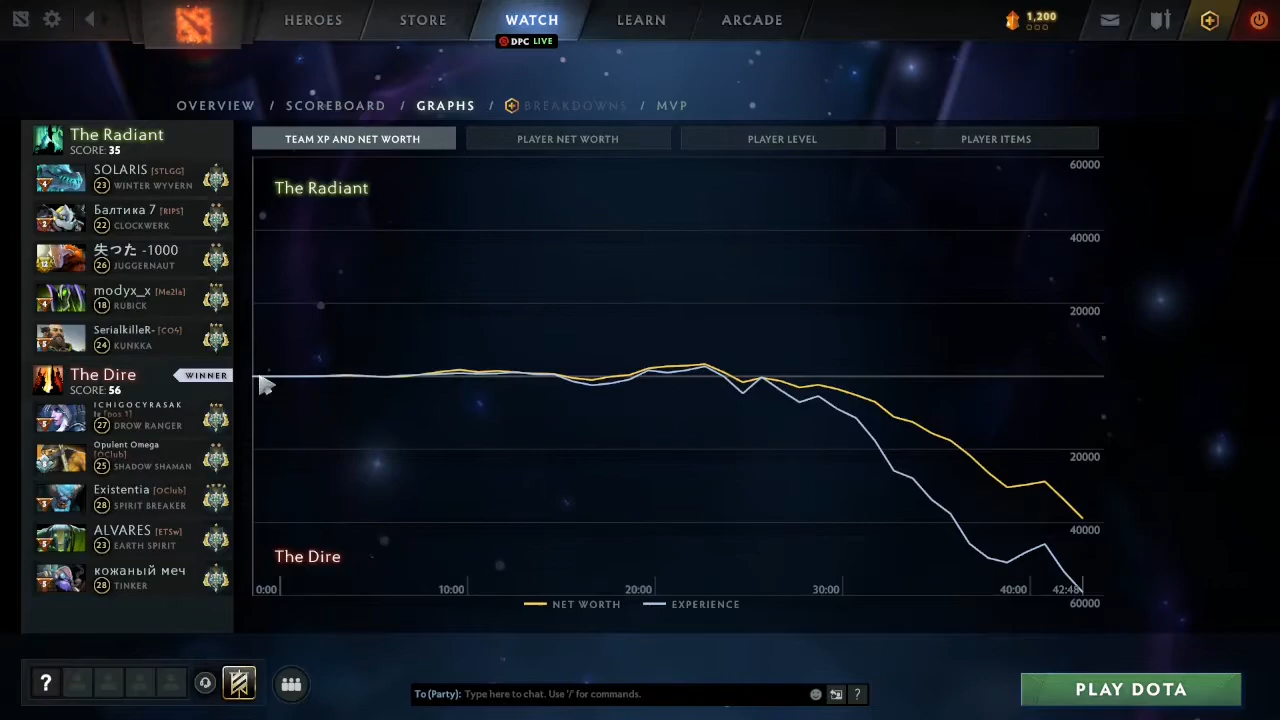 HEROES
STORE
WATCH
LEARN
ARCADE
1,200
DPC LIVE
OVERVIEW / SCOREBOARD / GRAPHS / BREAKDOWNS / MVP
The Radiant
SCORE: 35
SOLARIS [STLGG]
23 WINTER WYVERN
Балтика 7 [RIPS]
22 CLOCKWERK
失つた -1000
26 JUGGERNAUT
modyx_x [Me2la]
18 RUBICK
SerialkilleR- [CO4]
24 KUNKKA
The Dire
WINNER
SCORE: 56
ICHIGOCYRASAK
[pos 1]
27 DROW RANGER
Opulent Omega
[OClub]
25 SHADOW SHAMAN
Existentia [OClub]
28 SPIRIT BREAKER
ALVARES [ETSw]
23 EARTH SPIRIT
кожаный меч
28 TINKER
TEAM XP AND NET WORTH
PLAYER NET WORTH
PLAYER LEVEL
PLAYER ITEMS
The Radiant
60000
40000
20000
20000
40000
The Dire
0:00 10:00 20:00 30:00 40:00 42:48
60000
NET WORTH EXPERIENCE
?
To (Party): Type here to chat. Use '/' for commands.
?
PLAY DOTA